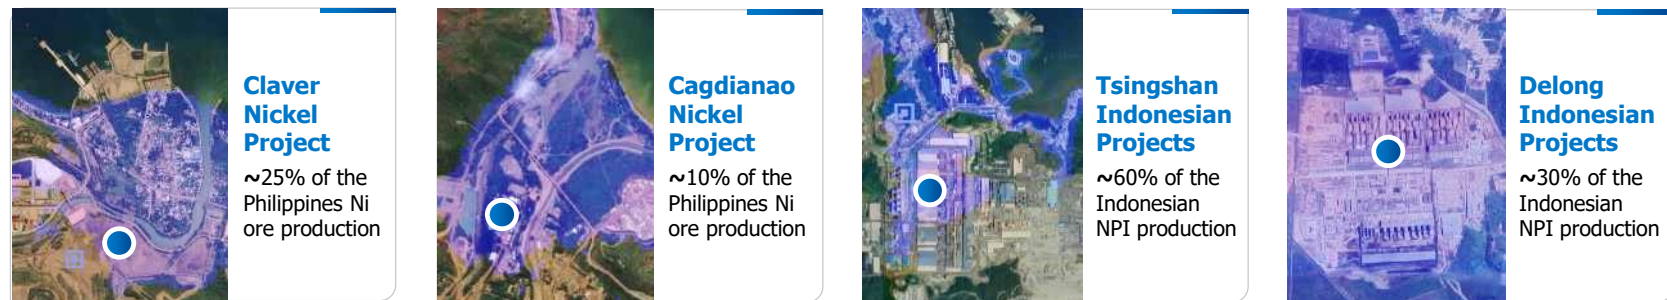 Claver
Nickel
Project
~25% of the
Philippines Ni
ore production
Cagdianao
Nickel
Project
~10% of the
Philippines Ni
ore production
Tsingshan
Indonesian
Projects
~60% of the
Indonesian
NPI production
Delong
Indonesian
Projects
~30% of the
Indonesian
NPI production